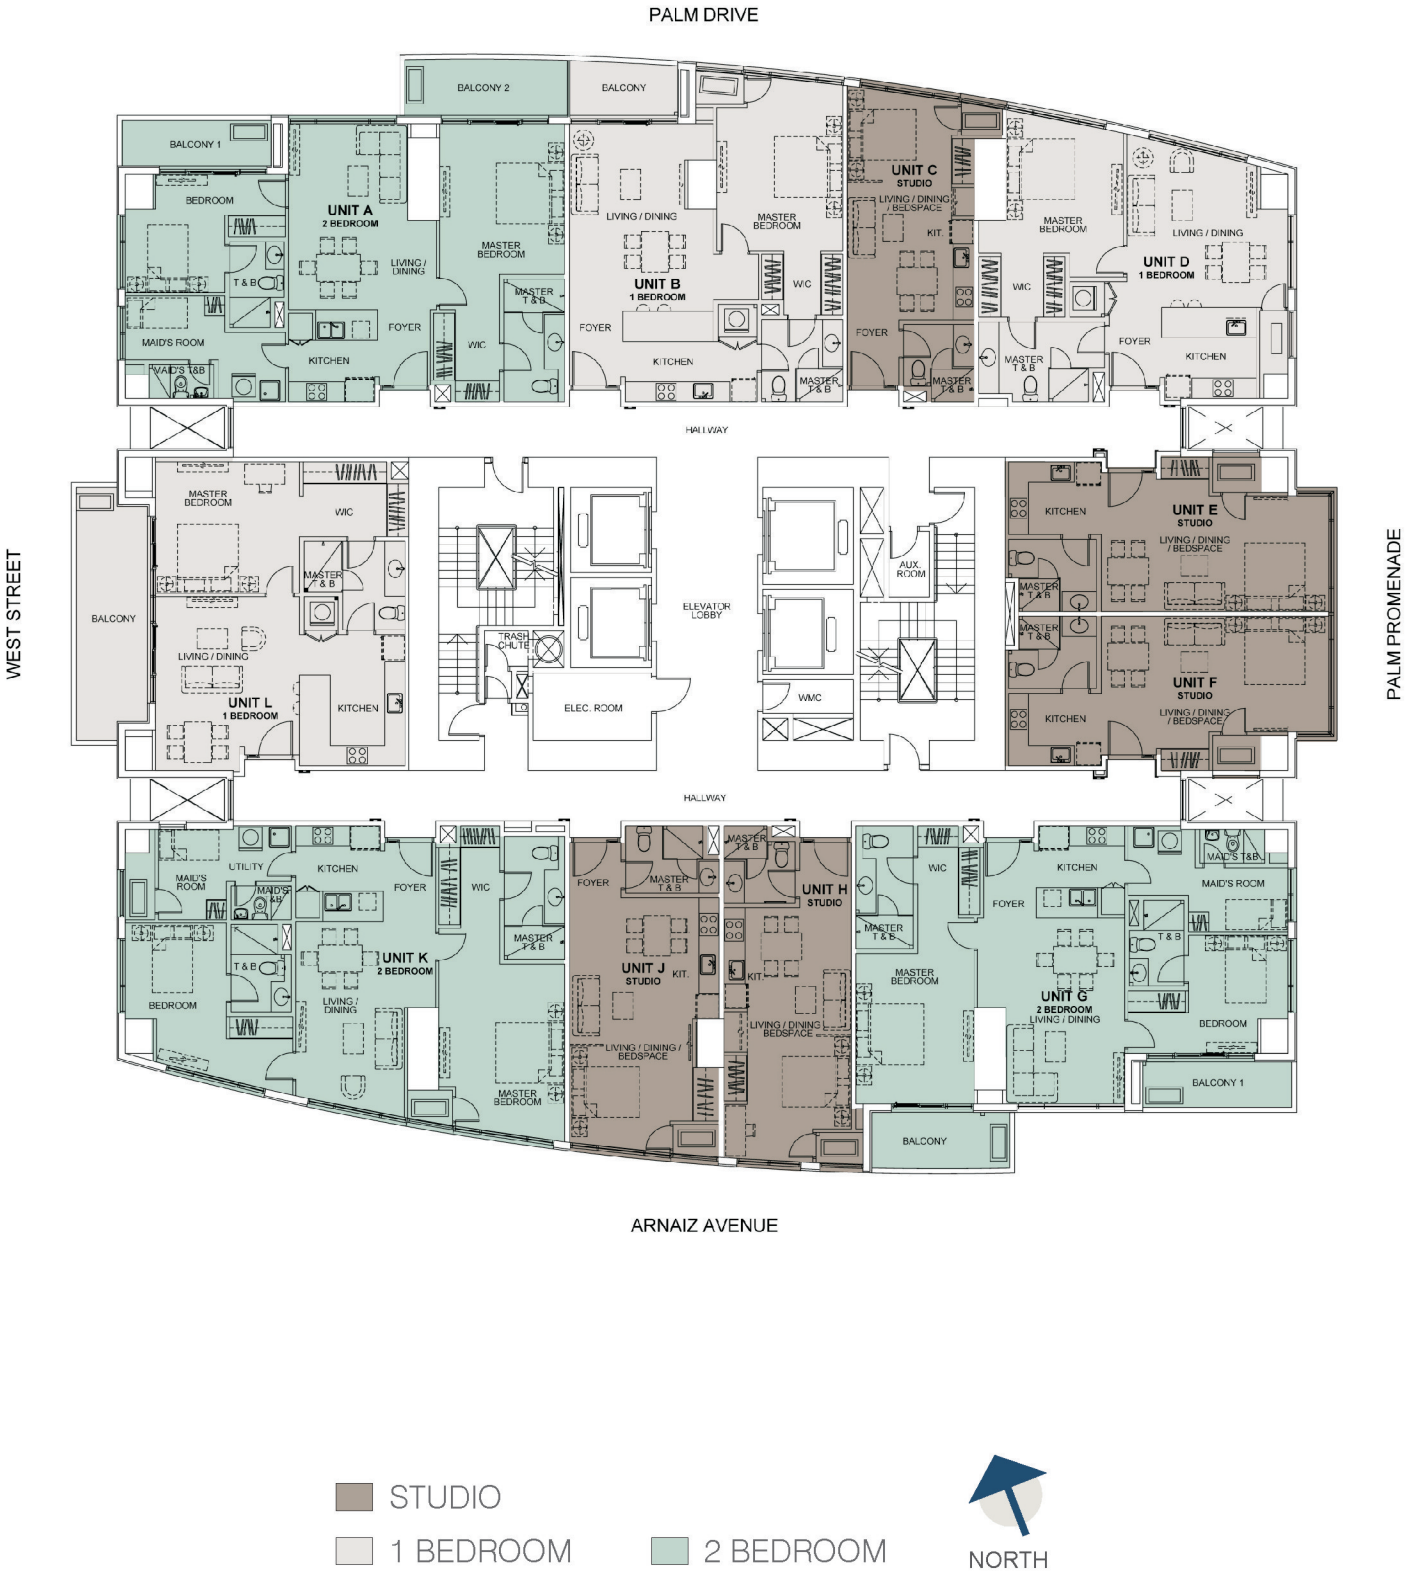 PALM DRIVE
BALCONY 2
BALCONY
BALCONY 1
BEDROOM
UNIT A
2 BEDROOM
LIVING /
DINING
MASTER
BEDROOM
T & B
MASTER
T & B
MAID'S ROOM
MAID'S T&B
KITCHEN
FOYER
WIC
LIVING / DINING
UNIT B
1 BEDROOM
MASTER
BEDROOM
WIC
FOYER
KITCHEN
MASTER
T & B
UNIT C
STUDIO
LIVING / DINING
/ BEDSPACE
KIT.
FOYER
MASTER
T & B
MASTER
BEDROOM
LIVING / DINING
UNIT D
1 BEDROOM
WIC
FOYER
KITCHEN
MASTER
T & B
HALLWAY
MASTER
BEDROOM
WIC
MASTER
T & B
BALCONY
LIVING / DINING
UNIT L
1 BEDROOM
KITCHEN
TRASH
CHUTE
ELEC. ROOM
ELEVATOR
LOBBY
AUX.
ROOM
WMC
KITCHEN
UNIT E
STUDIO
LIVING / DINING
/ BEDSPACE
MASTER
T & B
MASTER
T & B
UNIT F
STUDIO
LIVING / DINING
/ BEDSPACE
KITCHEN
WEST STREET
PALM PROMENADE
HALLWAY
MAID'S
ROOM
UTILITY
MAID'S
T&B
KITCHEN
FOYER
WIC
MASTER
T & B
T & B
UNIT K
2 BEDROOM
BEDROOM
LIVING /
DINING
MASTER
BEDROOM
FOYER
MASTER
T & B
UNIT J
STUDIO
KIT.
LIVING / DINING /
BEDSPACE
MASTER
T & B
UNIT H
STUDIO
KIT.
LIVING / DINING
BEDSPACE
WIC
MASTER
T & B
MASTER
BEDROOM
FOYER
KITCHEN
MAID'S T&B
MAID'S ROOM
T & B
UNIT G
2 BEDROOM
LIVING / DINING
BEDROOM
BALCONY 1
BALCONY
ARNAIZ AVENUE
STUDIO
1 BEDROOM
2 BEDROOM
NORTH